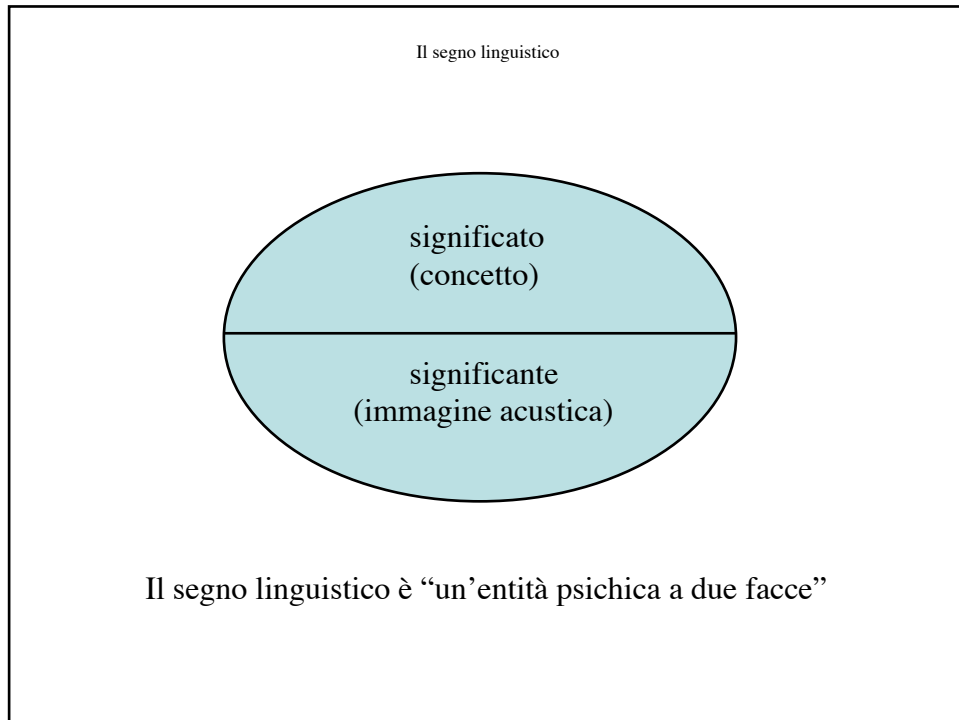 Il segno linguistico
significato
(concetto)
significante
(immagine acustica)
Il segno linguistico è “un’entità psichica a due facce”